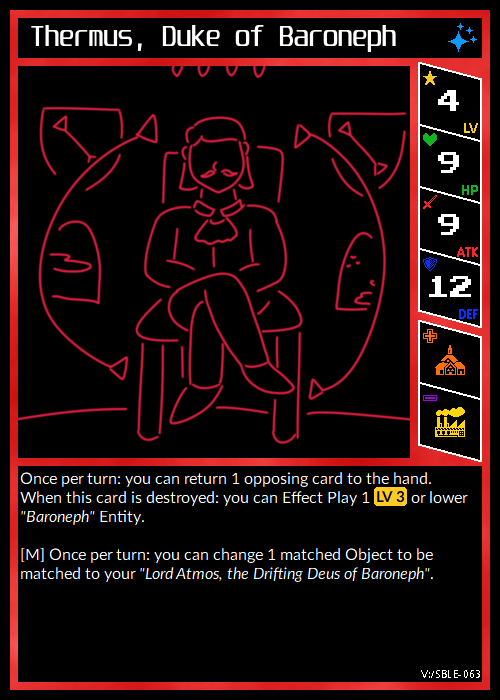 Thermus, Duke of Baroneph
4
LV
9
HP
9
ATK
12
DEF
Once per turn: you can return 1 opposing card to the hand.
When this card is destroyed: you can Effect Play 1 LV 3 or lower
"Baroneph" Entity.
[M] Once per turn: you can change 1 matched Object to be
matched to your "Lord Atmos, the Drifting Deus of Baroneph".
V:/SBLE-063